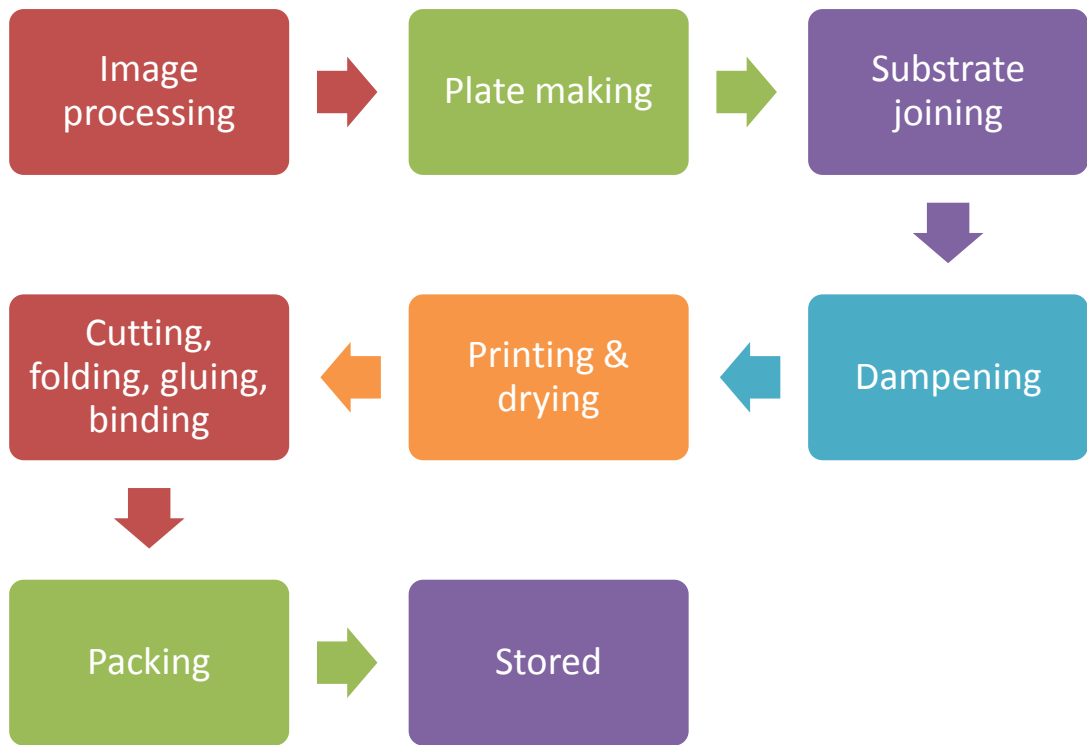 Image
processing
Plate making
Substrate
joining
Dampening
Printing &
drying
Cutting,
folding, gluing,
binding
Packing
Stored